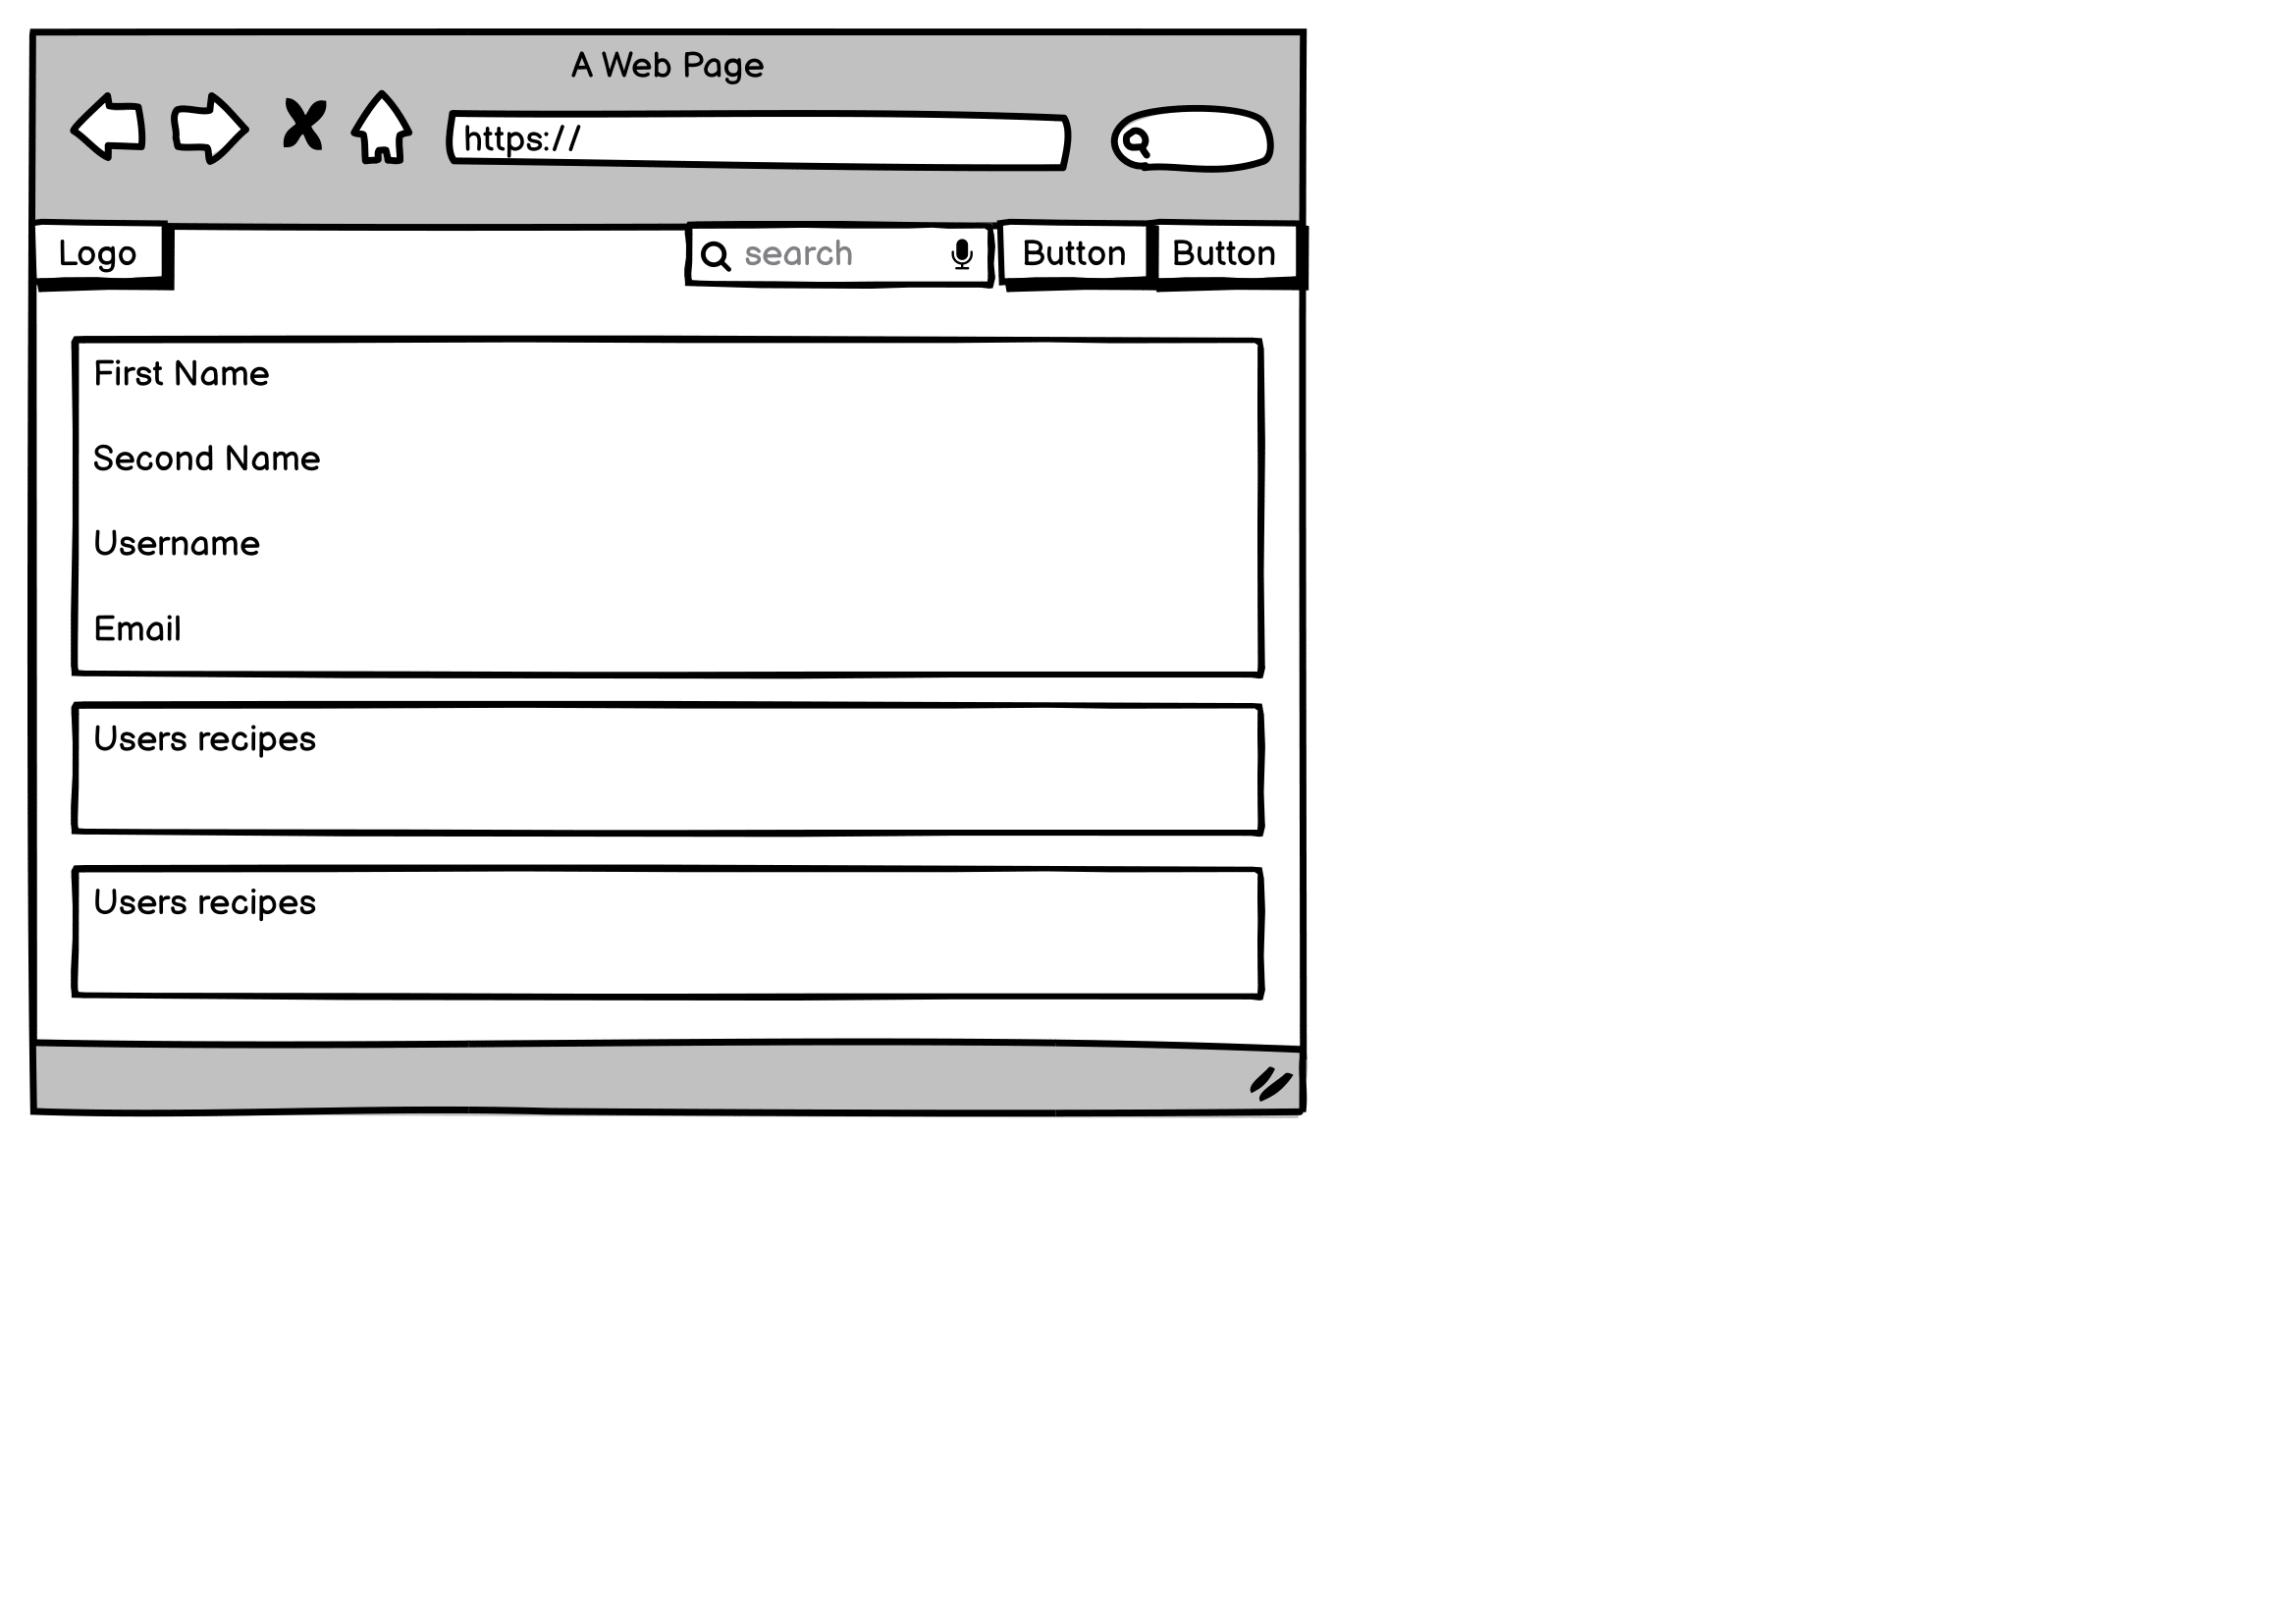 A Web Page
https://
Logo
search
Button
Button
First Name
Second Name
Username
Email
Users recipes
Users recipes